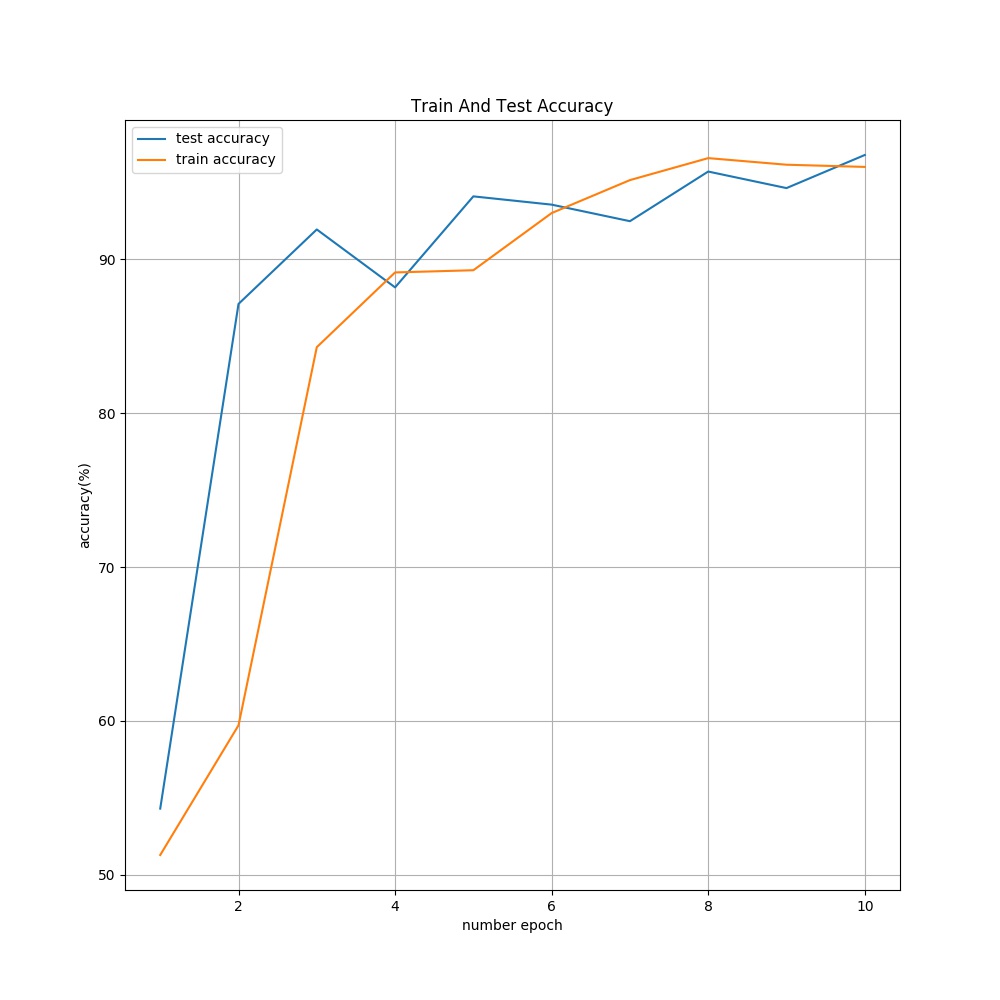 Train And Test Accuracy
test accuracy
train accuracy
90
80
70
60
50
accuracy(%)
2 4 6 8 10
number epoch